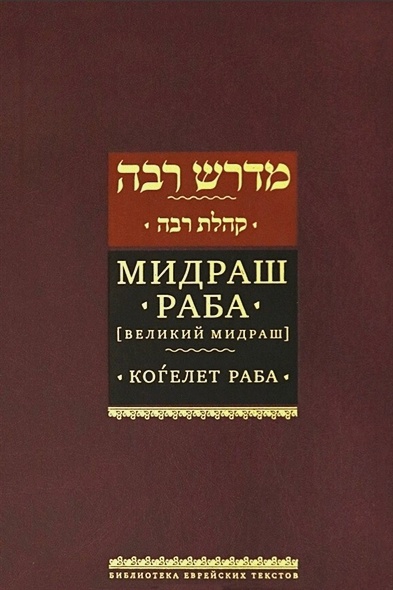 מדרש רבה
· קהלת רבה ·
МИДРАШ
· РАБА ·
[ВЕЛИКИЙ МИДРАШ]
· КОЃЕЛЕТ РАБА ·
БИБЛИОТЕКА ЕВРЕЙСКИХ ТЕКСТОВ